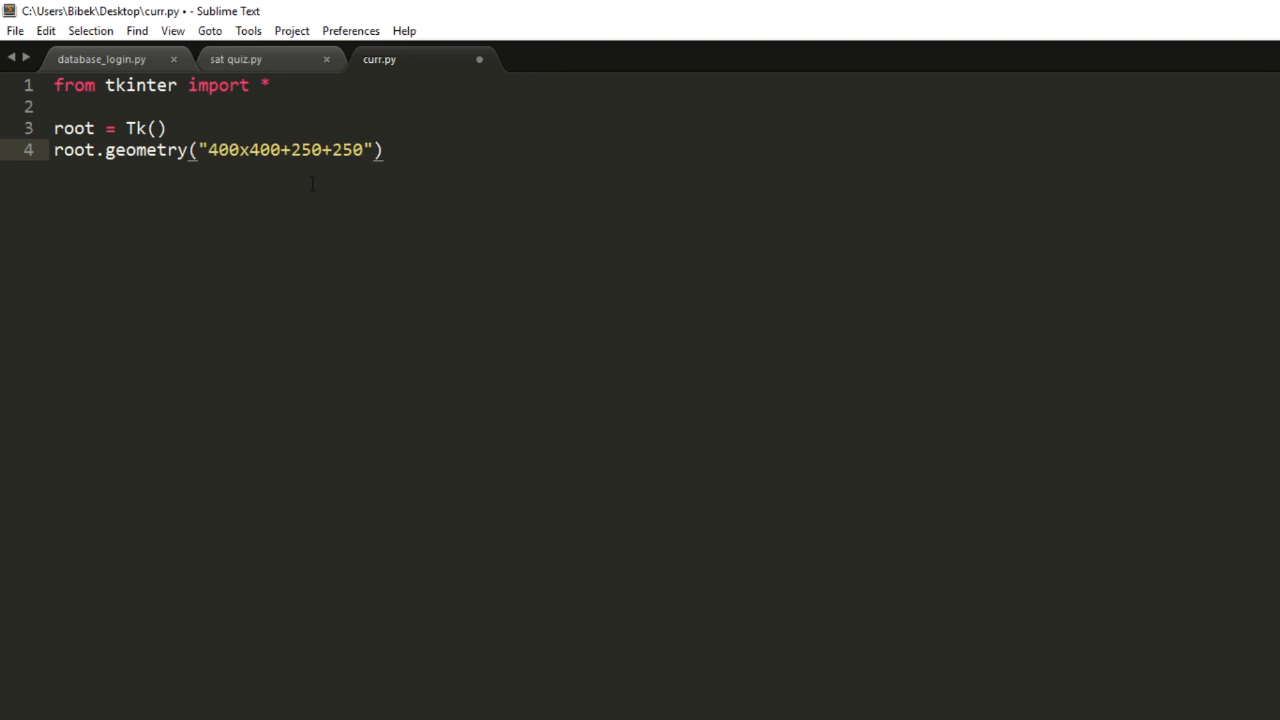 C:\Users\Bibek\Desktop\curr.py • - Sublime Text
File Edit Selection Find View Goto Tools Project Preferences Help
database_login.py × sat quiz.py × curr.py
1 from tkinter import *
2
3 root = Tk()
4 root.geometry("400x400+250+250")